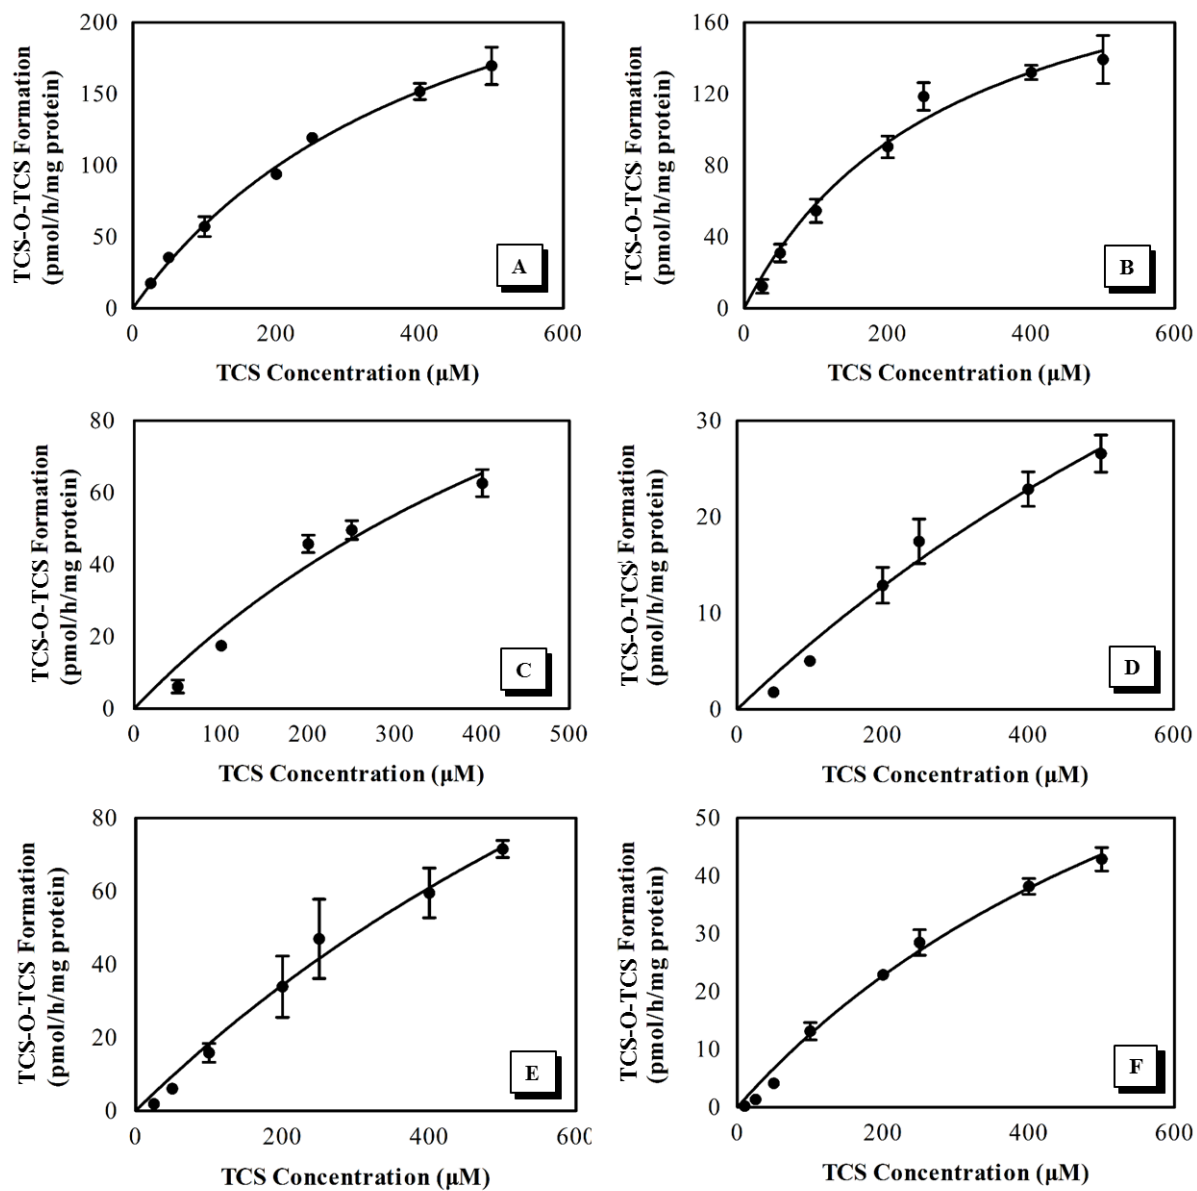 TCS-O-TCS Formation
(pmol/h/mg protein)
200
150
100
50
0
A
0
200
400
600
TCS Concentration (µM)
TCS-O-TCS Formation
(pmol/h/mg protein)
160
120
80
40
0
B
0
200
400
600
TCS Concentration (µM)
TCS-O-TCS Formation
(pmol/h/mg protein)
80
60
40
20
0
C
0
100
200
300
400
500
TCS Concentration (µM)
TCS-O-TCS Formation
(pmol/h/mg protein)
30
20
10
0
D
0
200
400
600
TCS Concentration (µM)
TCS-O-TCS Formation
(pmol/h/mg protein)
80
60
40
20
0
E
0
200
400
600
TCS Concentration (µM)
TCS-O-TCS Formation
(pmol/h/mg protein)
50
40
30
20
10
0
F
0
200
400
600
TCS Concentration (µM)